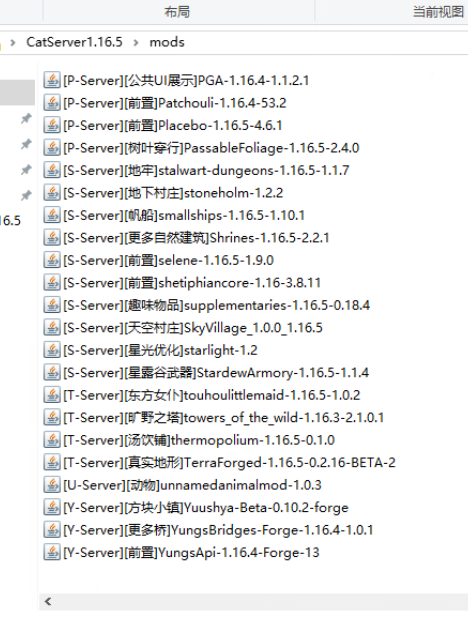 布局 当前视图
CatServer1.16.5 › mods
[P-Server][公共UI展示]PGA-1.16.4-1.1.2.1
[P-Server][前置]Patchouli-1.16.4-53.2
[P-Server][前置]Placebo-1.16.5-4.6.1
[P-Server][树叶穿行]PassableFoliage-1.16.5-2.4.0
[S-Server][地牢]stalwart-dungeons-1.16.5-1.1.7
[S-Server][地下村庄]stoneholm-1.2.2
[S-Server][帆船]smallships-1.16.5-1.10.1
[S-Server][更多自然建筑]Shrines-1.16.5-2.2.1
[S-Server][前置]selene-1.16.5-1.9.0
[S-Server][前置]shetiphiancore-1.16-3.8.11
[S-Server][趣味物品]supplementaries-1.16.5-0.18.4
[S-Server][天空村庄]SkyVillage_1.0.0_1.16.5
[S-Server][星光优化]starlight-1.2
[S-Server][星露谷武器]StardewArmory-1.16.5-1.1.4
[T-Server][东方女仆]touhoulittlemaid-1.16.5-1.0.2
[T-Server][旷野之塔]towers_of_the_wild-1.16.3-2.1.0.1
[T-Server][汤饮铺]thermopolium-1.16.5-0.1.0
[T-Server][真实地形]TerraForged-1.16.5-0.2.16-BETA-2
[U-Server][动物]unnamedanimalmod-1.0.3
[Y-Server][方块小镇]Yuushya-Beta-0.10.2-forge
[Y-Server][更多桥]YungsBridges-Forge-1.16.4-1.0.1
[Y-Server][前置]YungsApi-1.16.4-Forge-13
16.5